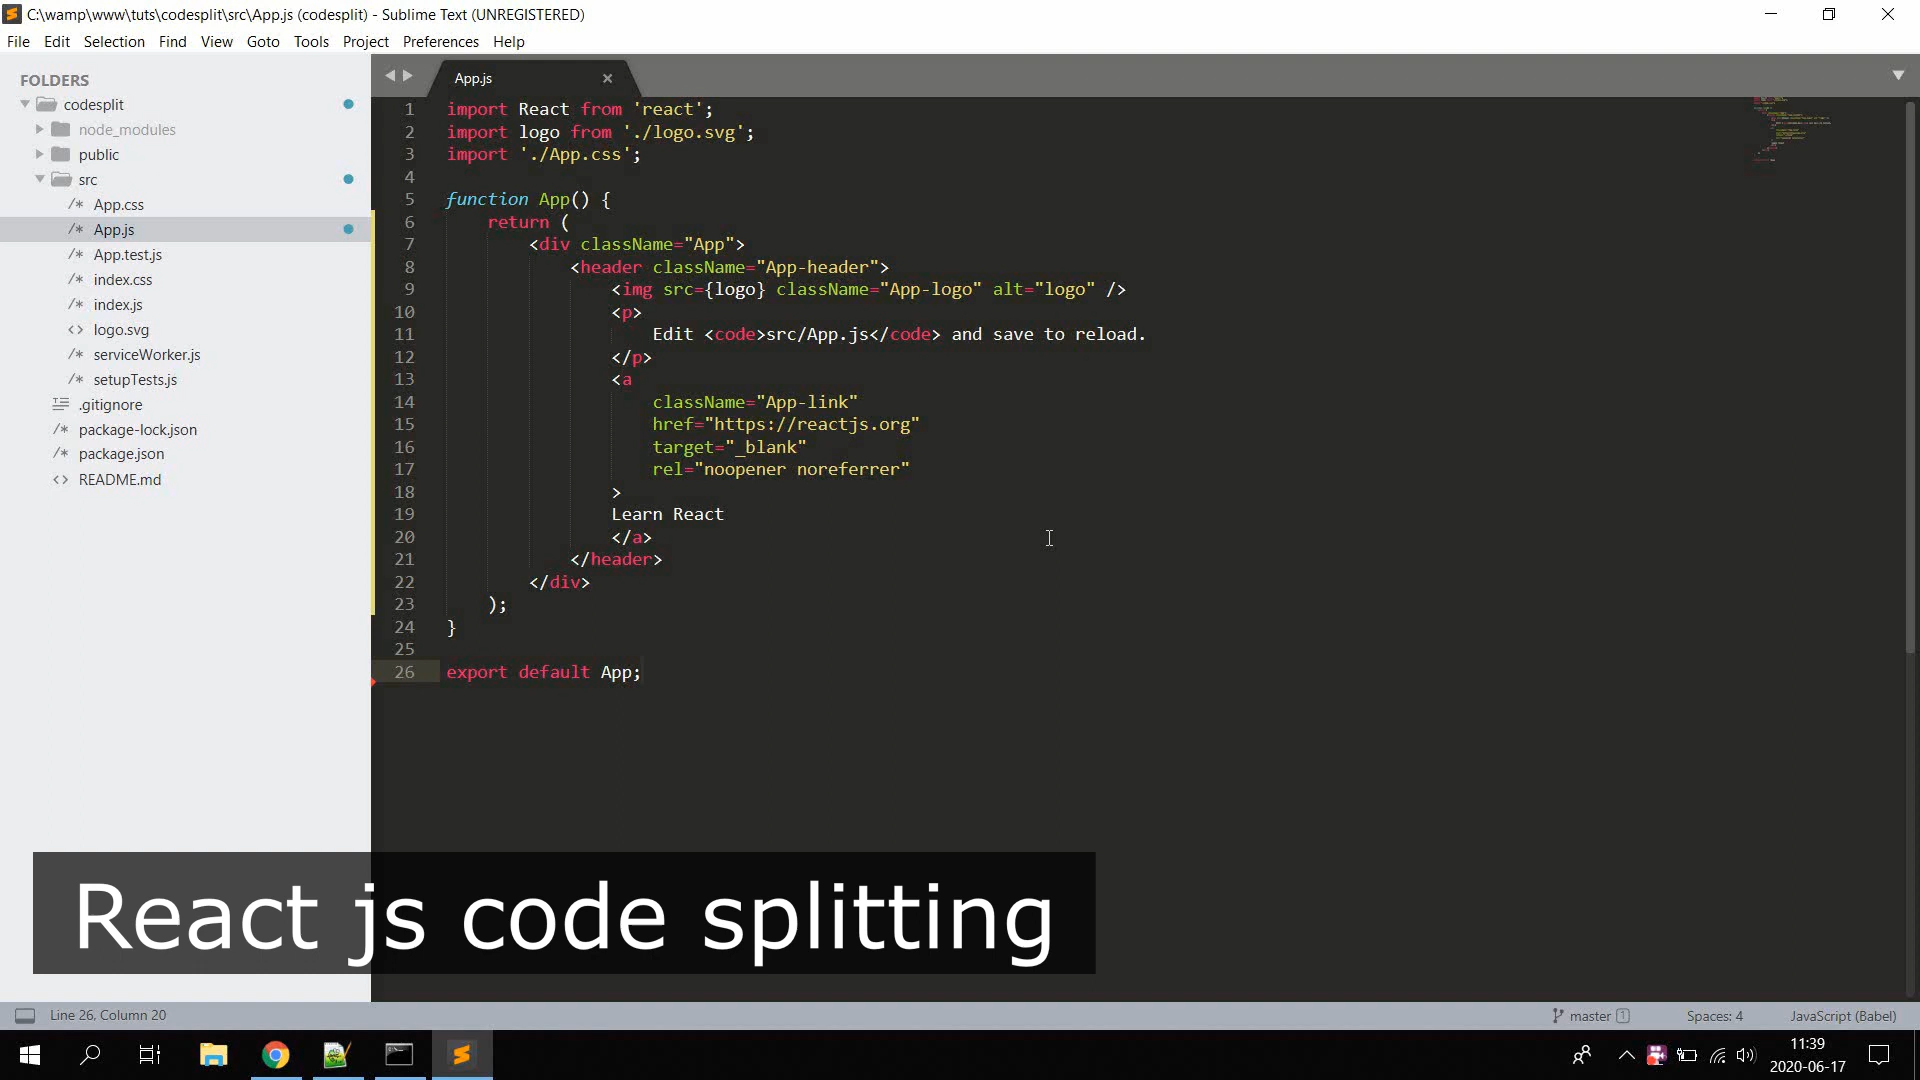 C:\wamp\www\tuts\codesplit\src\App.js (codesplit) - Sublime Text (UNREGISTERED)
File Edit Selection Find View Goto Tools Project Preferences Help
FOLDERS
codesplit
node_modules
public
src
/* App.css
/* App.js
/* App.test.js
/* index.css
/* index.js
<> logo.svg
/* serviceWorker.js
/* setupTests.js
.gitignore
/* package-lock.json
/* package.json
<> README.md
App.js
1 import React from 'react';
2 import logo from './logo.svg';
3 import './App.css';
4
5 function App() {
6 return (
7 <div className="App">
8 <header className="App-header">
9 <img src={logo} className="App-logo" alt="logo" />
10 <p>
11 Edit <code>src/App.js</code> and save to reload.
12 </p>
13 <a
14 className="App-link"
15 href="https://reactjs.org"
16 target="_blank"
17 rel="noopener noreferrer"
18 >
19 Learn React
20 </a>
21 </header>
22 </div>
23 );
24 }
25
26 export default App;
React js code splitting
Line 26, Column 20
master 1
Spaces: 4
JavaScript (Babel)
11:39
2020-06-17